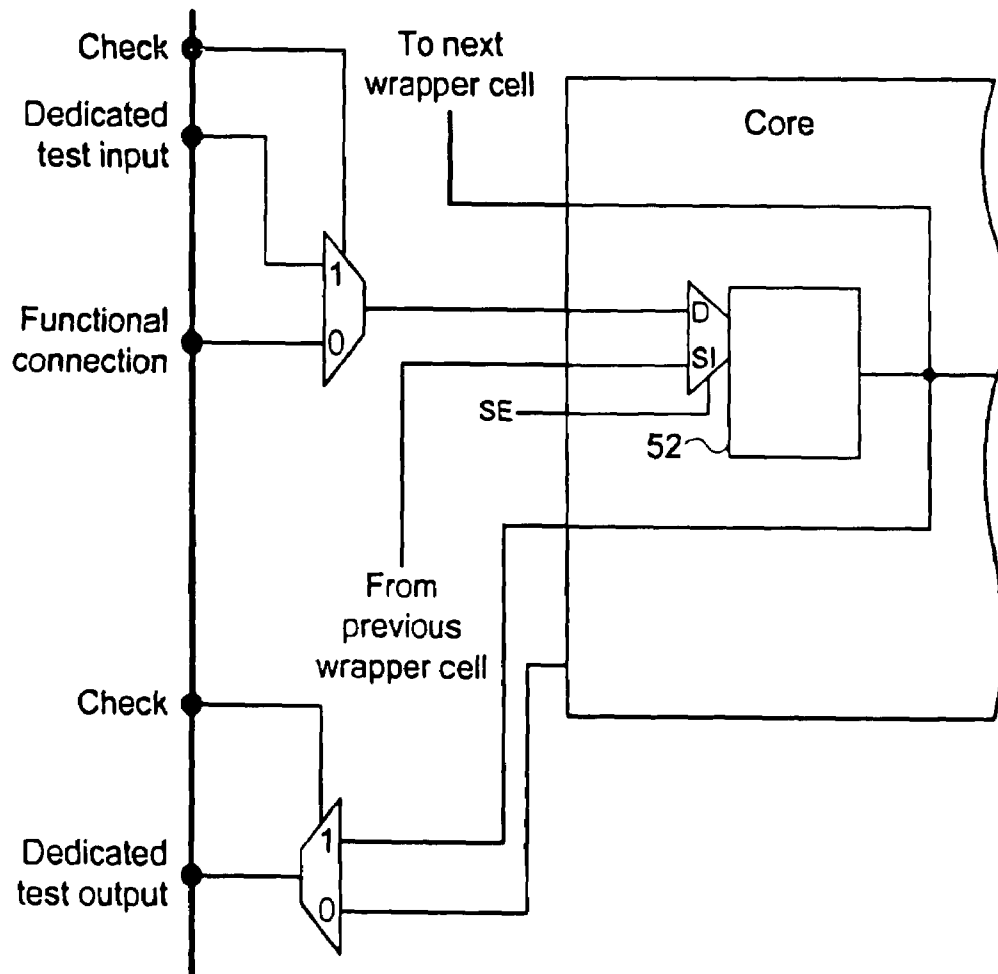 Check
Dedicated
test input
Functional
connection
1
0
To next
wrapper cell
Core
D
SI
SE
52
From
previous
wrapper cell
Check
Dedicated
test output
1
0